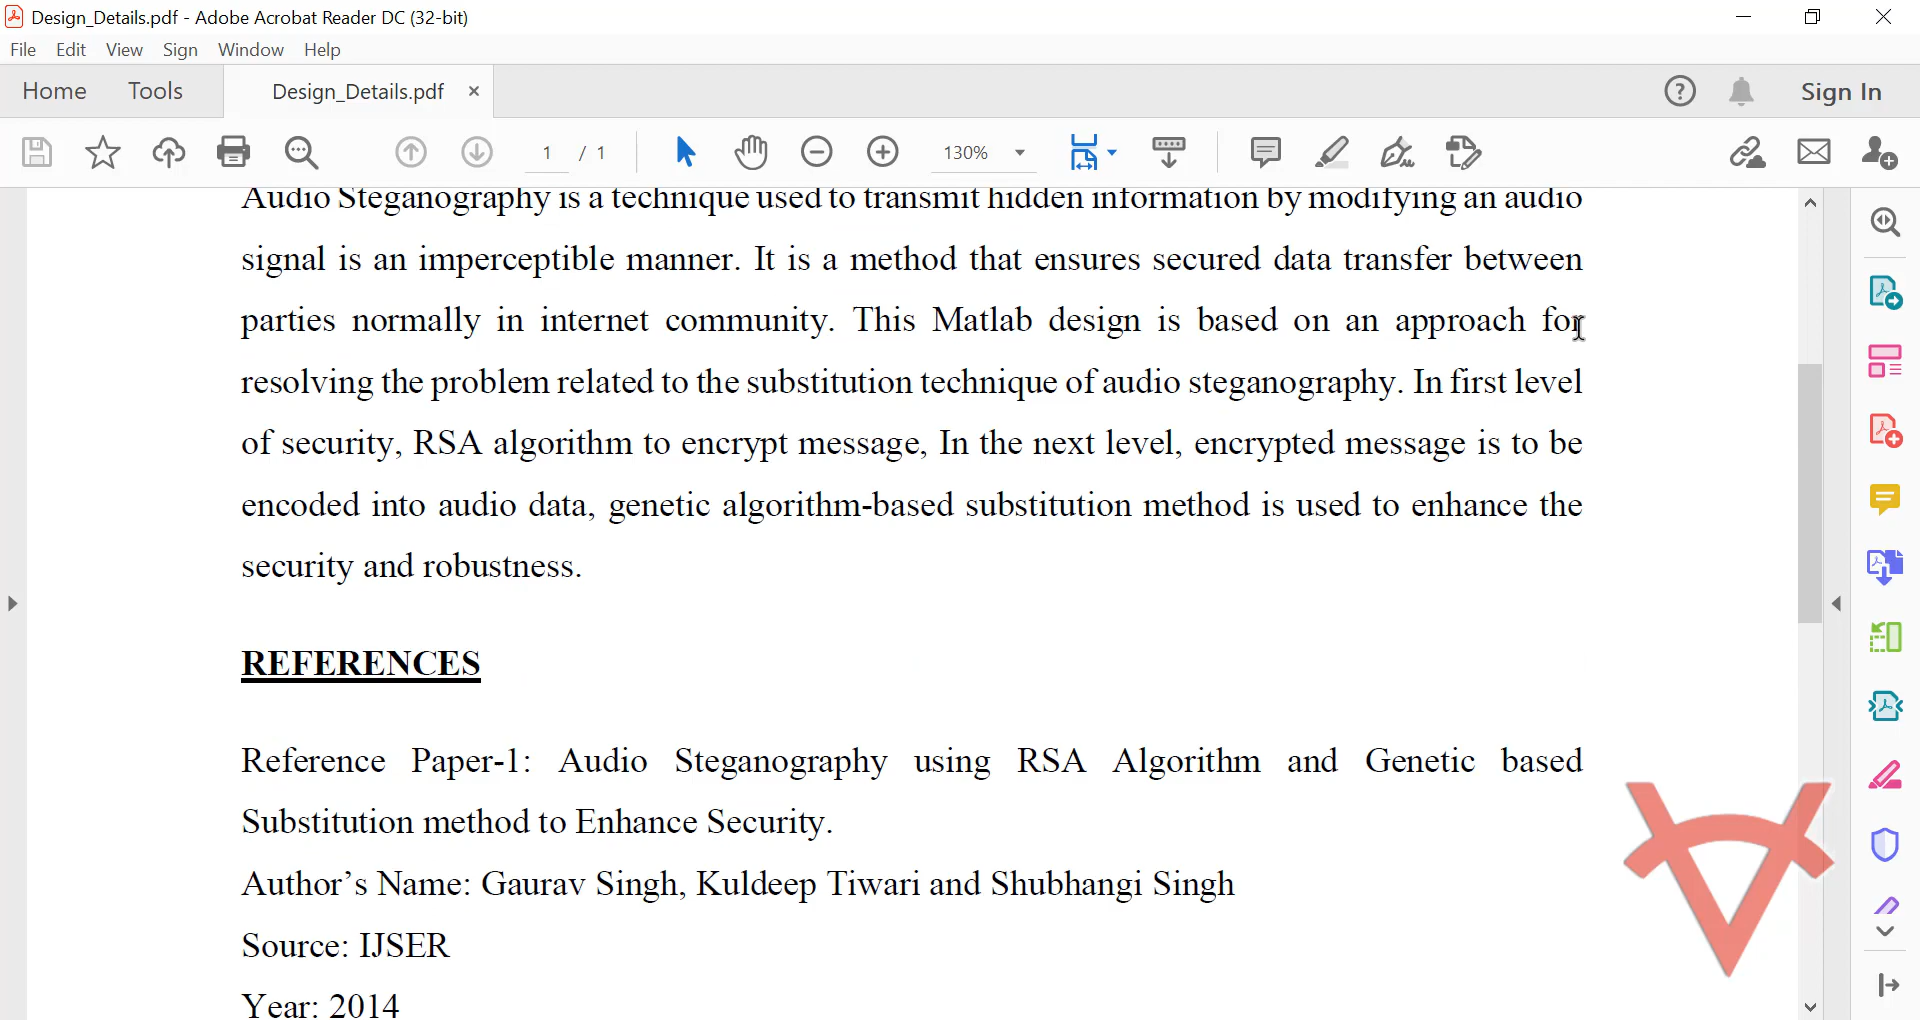 Design_Details.pdf - Adobe Acrobat Reader DC (32-bit)
File Edit View Sign Window Help
Home Tools Design_Details.pdf × Sign In
1 / 1 130%
Audio Steganography is a technique used to transmit hidden information by modifying an audio
signal is an imperceptible manner. It is a method that ensures secured data transfer between
parties normally in internet community. This Matlab design is based on an approach for
resolving the problem related to the substitution technique of audio steganography. In first level
of security, RSA algorithm to encrypt message, In the next level, encrypted message is to be
encoded into audio data, genetic algorithm-based substitution method is used to enhance the
security and robustness.
REFERENCES
Reference Paper-1: Audio Steganography using RSA Algorithm and Genetic based
Substitution method to Enhance Security.
Author’s Name: Gaurav Singh, Kuldeep Tiwari and Shubhangi Singh
Source: IJSER
Year: 2014